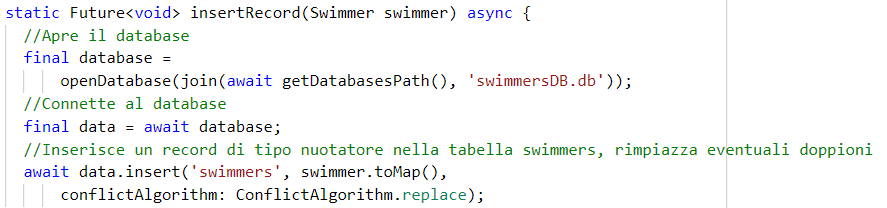 static Future<void> insertRecord(Swimmer swimmer) async {
//Apre il database
final database =
openDatabase(join(await getDatabasesPath(), 'swimmersDB.db'));
//Connette al database
final data = await database;
//Inserisce un record di tipo nuotatore nella tabella swimmers, rimpiazza eventuali doppioni
await data.insert('swimmers', swimmer.toMap(),
conflictAlgorithm: ConflictAlgorithm.replace);